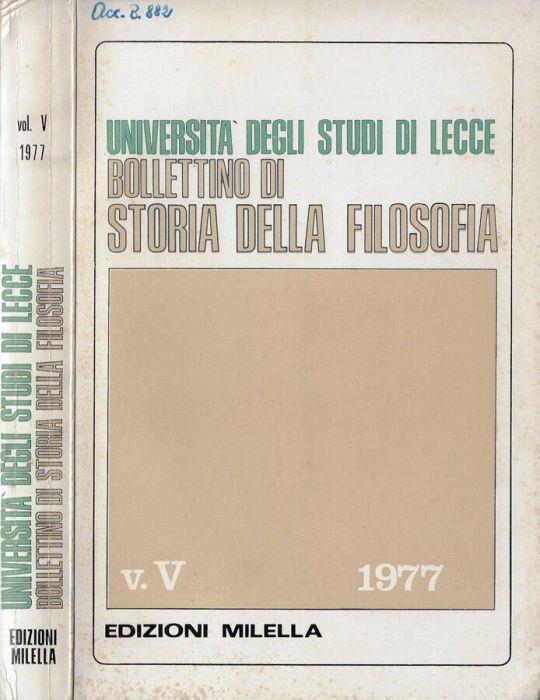 Acc. B. 882
vol. V
1977
UNIVERSITA' DEGLI STUDI DI LECCE
BOLLETTINO DI STORIA DELLA FILOSOFIA
EDIZIONI
MILELLA
UNIVERSITA' DEGLI STUDI DI LECCE
BOLLETTINO DI
STORIA DELLA FILOSOFIA
v. V 1977
EDIZIONI MILELLA